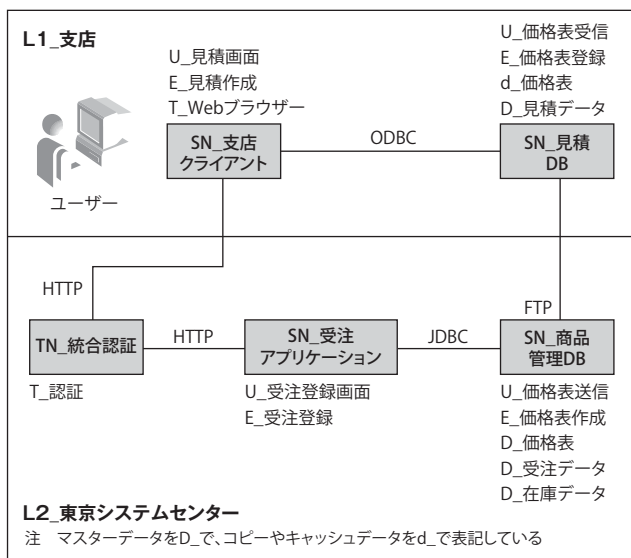 L1_支店
U_見積画面
E_見積作成
T_Webブラウザー
SN_支店
クライアント
ODBC
U_価格表受信
E_価格表登録
d_価格表
D_見積データ
SN_見積
DB
ユーザー
HTTP
FTP
TN_統合認証
HTTP
SN_受注
アプリケーション
JDBC
SN_商品
管理DB
T_認証
U_受注登録画面
E_受注登録
U_価格表送信
E_価格表作成
D_価格表
D_受注データ
D_在庫データ
L2_東京システムセンター
注 マスターデータをD_で、コピーやキャッシュデータをd_で表記している